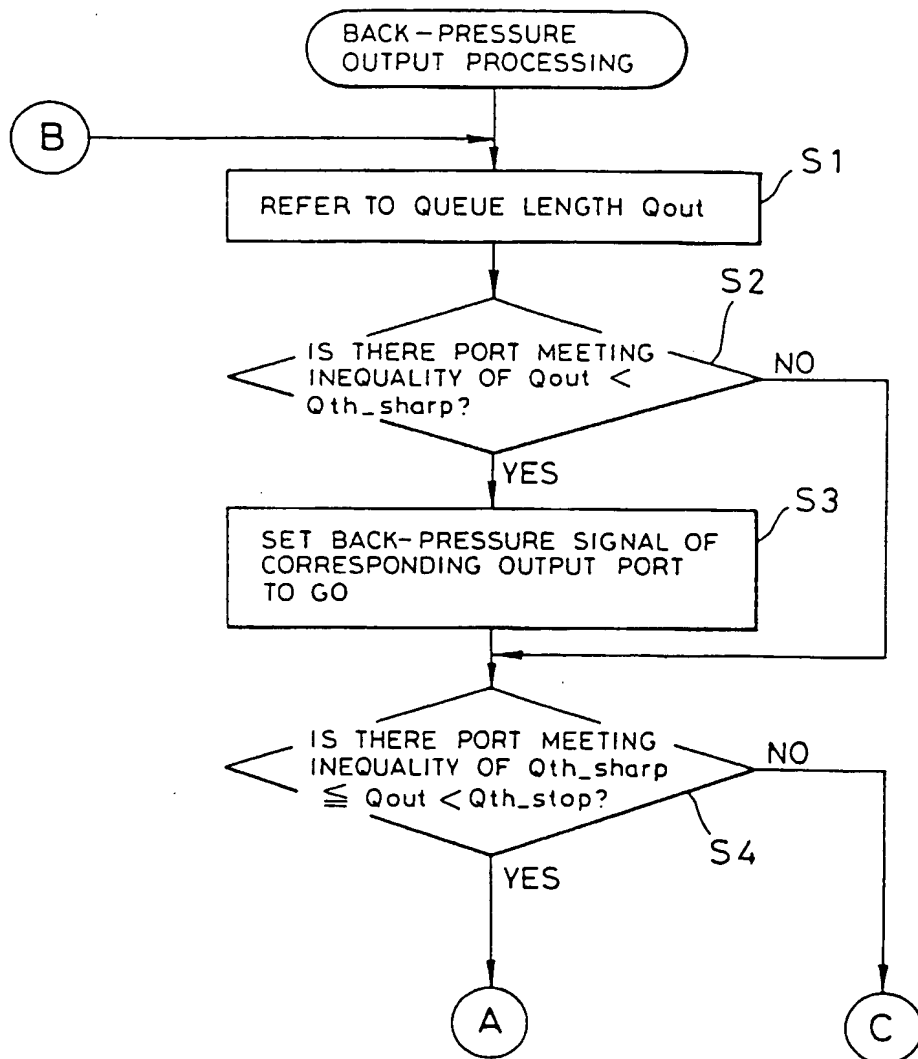 BACK-PRESSURE
OUTPUT PROCESSING
B
S1
REFER TO QUEUE LENGTH Qout
S2
IS THERE PORT MEETING
INEQUALITY OF Qout <
Qth_sharp?
NO
YES
S3
SET BACK-PRESSURE SIGNAL OF
CORRESPONDING OUTPUT PORT
TO GO
IS THERE PORT MEETING
INEQUALITY OF Qth_sharp
≦ Qout < Qth_stop?
NO
S4
YES
A
C